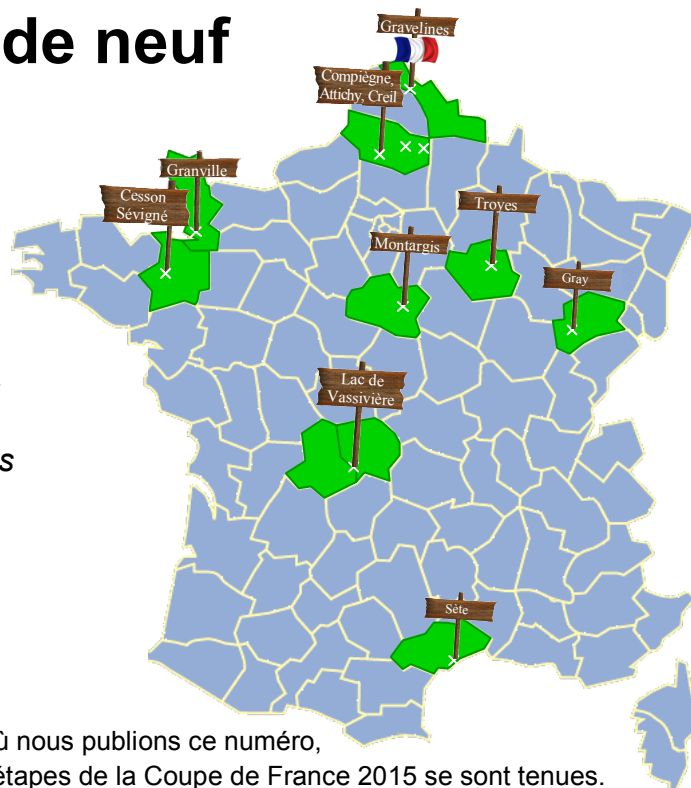 de neuf
Gravelines
Compiègne,
Attichy, Creil
Granville
Cesson
Sévigné
Troyes
Montargis
Gray
Lac de
Vassivière
s
Sète
ù nous publions ce numéro,
étapes de la Coupe de France 2015 se sont tenues.